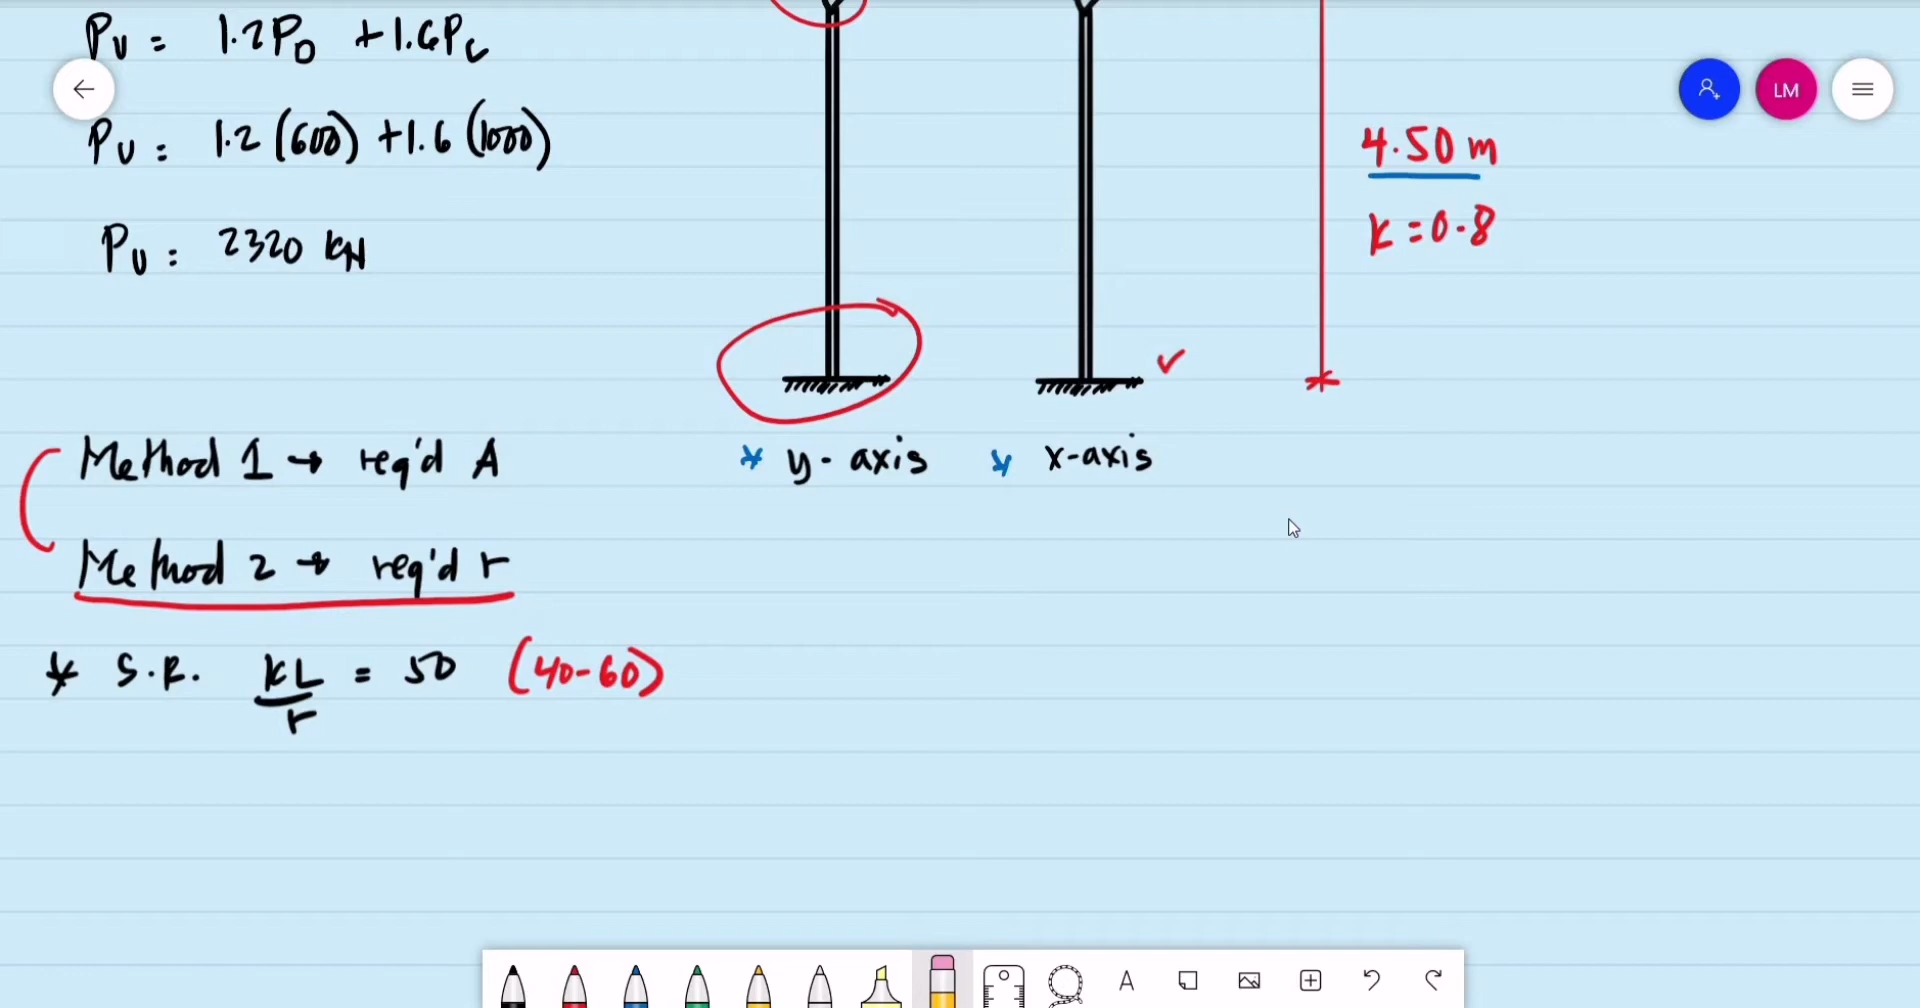 PU = 1.2PD + 1.6PL
PU = 1.2 (600) + 1.6 (1000)
PU = 2320 kN
4.50 m
k = 0.8
LM
Method 1 → req'd A
Method 2 → req'd r
* y-axis
* x-axis
* S.R. kL/r = 50 (40-60)
A